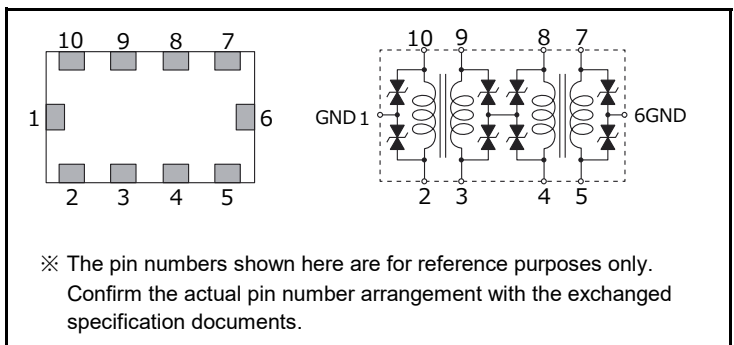 10 9 8 7
1 6
2 3 4 5
10 9 8 7
GND 1 6GND
2 3 4 5
※ The pin numbers shown here are for reference purposes only.
Confirm the actual pin number arrangement with the exchanged
specification documents.